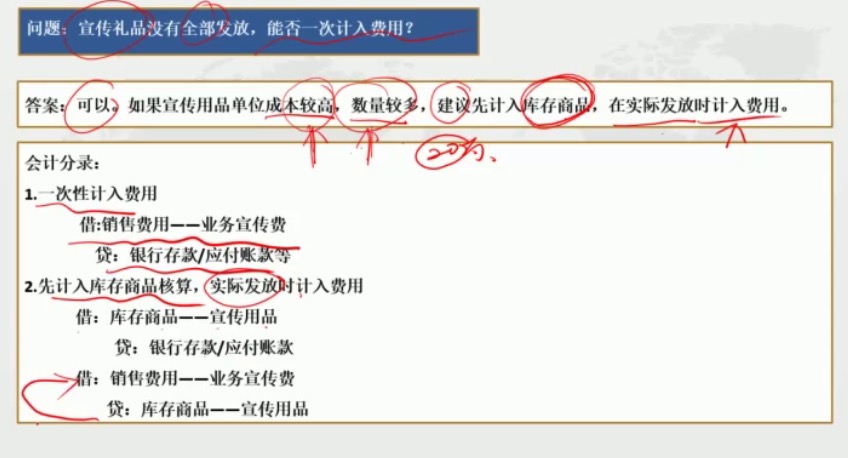 问题：宣传礼品没有全部发放，能否一次计入费用？
答案：可以。如果宣传用品单位成本较高，数量较多，建议先计入库存商品，在实际发放时计入费用。
20万、
会计分录：
1.一次性计入费用
借:销售费用——业务宣传费
贷：银行存款/应付账款等
2.先计入库存商品核算，实际发放时计入费用
借：库存商品——宣传用品
贷：银行存款/应付账款
借：销售费用——业务宣传费
贷：库存商品——宣传用品